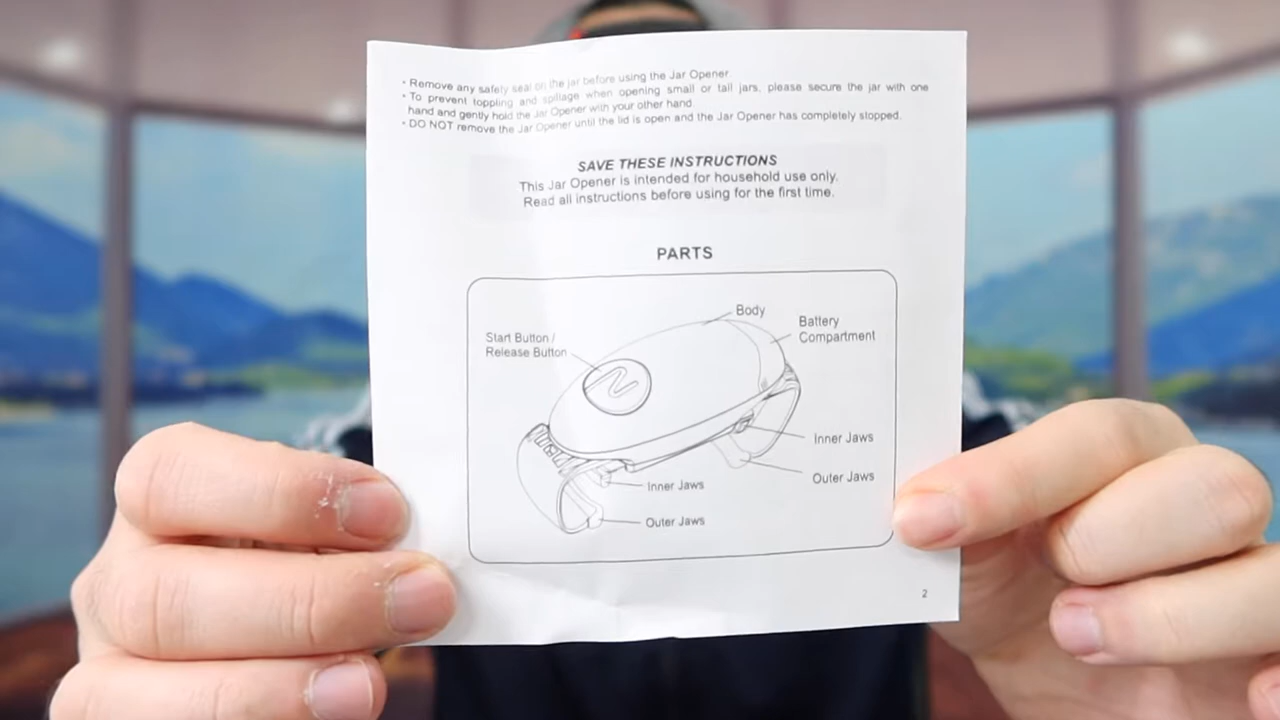 • Remove any safety seal on the jar before using the Jar Opener.
• To prevent toppling and spillage when opening small or tall jars, please secure the jar with one
hand and gently hold the Jar Opener with your other hand.
• DO NOT remove the Jar Opener until the lid is open and the Jar Opener has completely stopped.
SAVE THESE INSTRUCTIONS
This Jar Opener is intended for household use only.
Read all instructions before using for the first time.
PARTS
Body
Battery
Compartment
Start Button /
Release Button
Inner Jaws
Outer Jaws
Inner Jaws
Outer Jaws
2